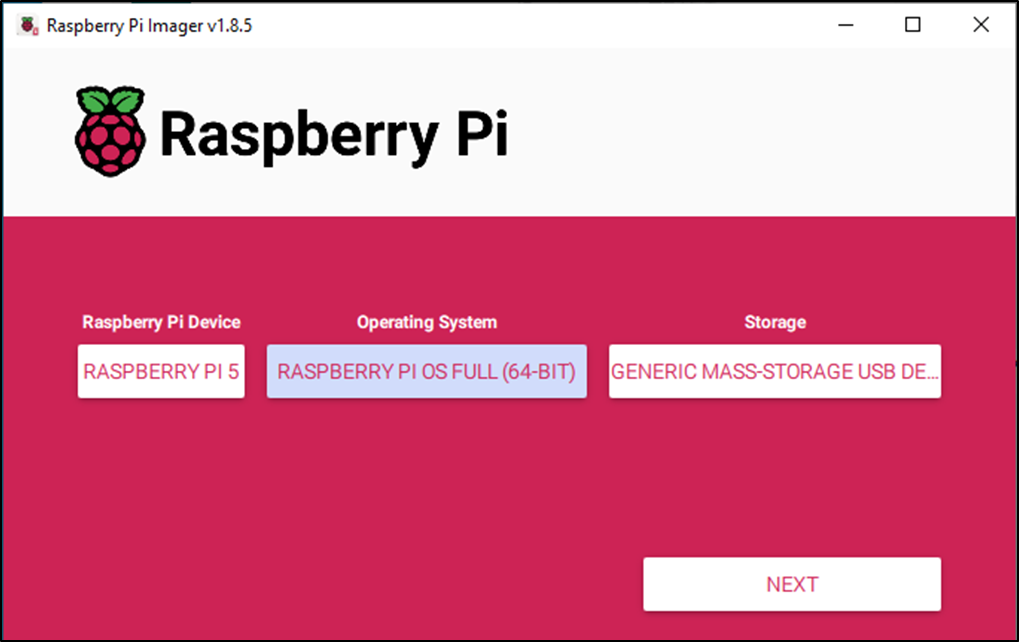 Raspberry Pi Imager v1.8.5
Raspberry Pi
Raspberry Pi Device Operating System Storage
RASPBERRY PI 5 RASPBERRY PI OS FULL (64-BIT) GENERIC MASS-STORAGE USB DE...
NEXT